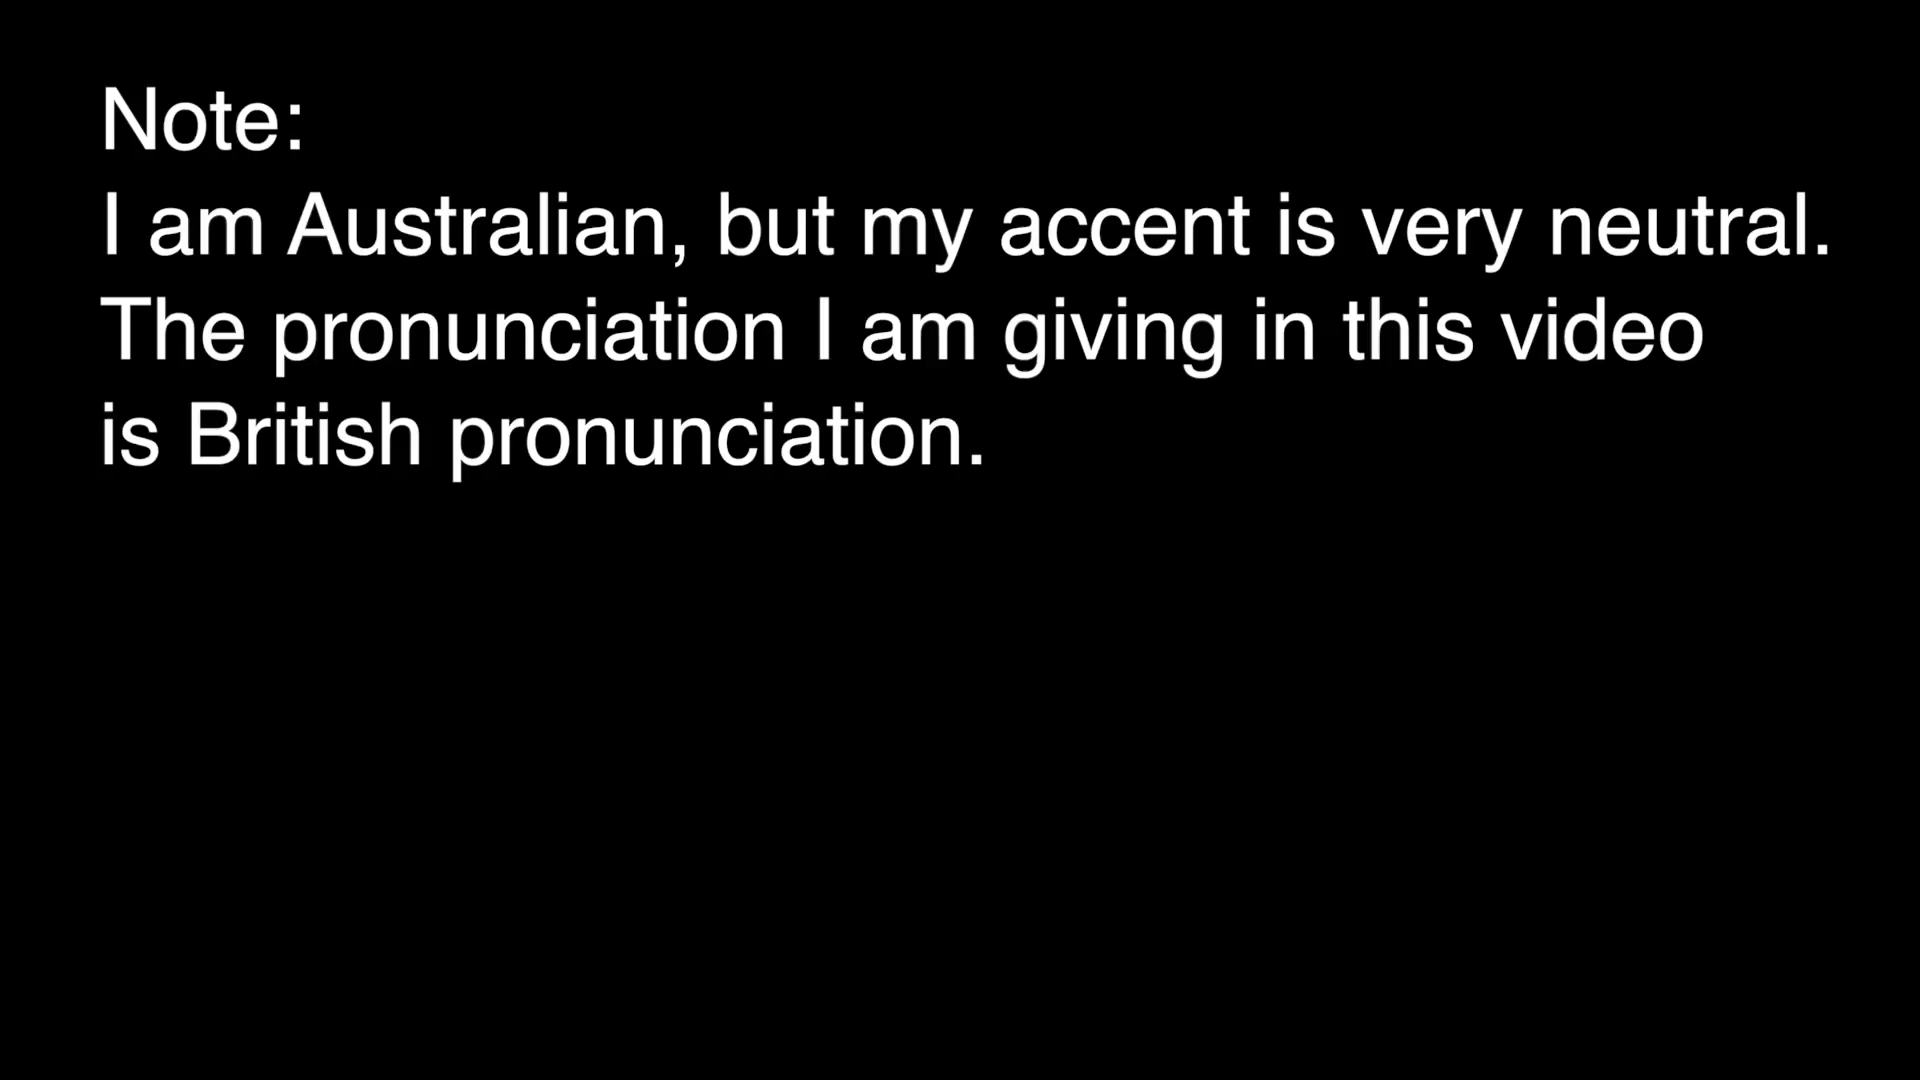 Note:
I am Australian, but my accent is very neutral.
The pronunciation I am giving in this video
is British pronunciation.